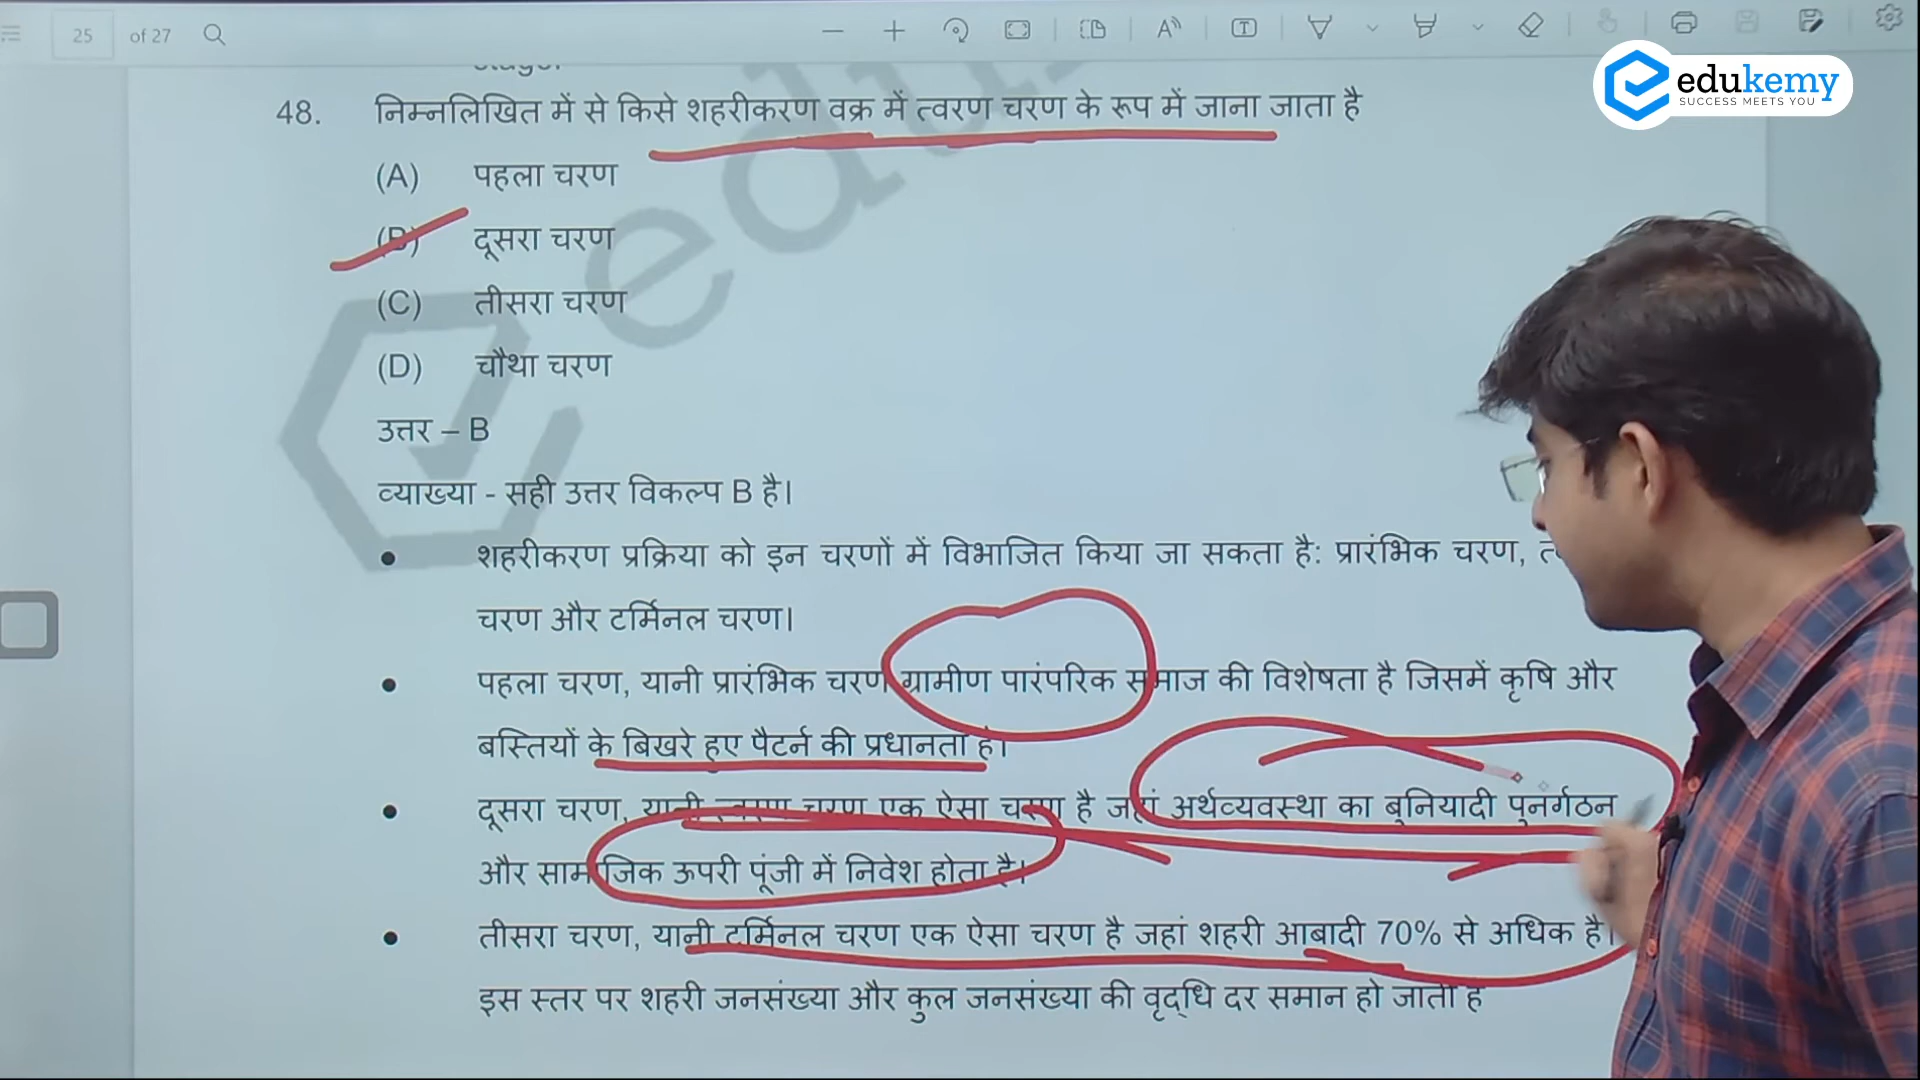 25 of 27
edukemy
SUCCESS MEETS YOU
48. निम्नलिखित में से किसे शहरीकरण वक्र में त्वरण चरण के रूप में जाना जाता है
(A) पहला चरण
(B) दूसरा चरण
(C) तीसरा चरण
(D) चौथा चरण
उत्तर – B
व्याख्या - सही उत्तर विकल्प B है।
• शहरीकरण प्रक्रिया को इन चरणों में विभाजित किया जा सकता है: प्रारंभिक चरण,
चरण और टर्मिनल चरण।
• पहला चरण, यानी प्रारंभिक चरण ग्रामीण पारंपरिक समाज की विशेषता है जिसमें कृषि और
बस्तियों के बिखरे हुए पैटर्न की प्रधानता है।
• दूसरा चरण, यानी त्वरण चरण एक ऐसा चरण है जहां अर्थव्यवस्था का बुनियादी पुनर्गठन
और सामाजिक ऊपरी पूंजी में निवेश होता है।
• तीसरा चरण, यानी टर्मिनल चरण एक ऐसा चरण है जहां शहरी आबादी 70% से अधिक है।
इस स्तर पर शहरी जनसंख्या और कुल जनसंख्या की वृद्धि दर समान हो जाती है